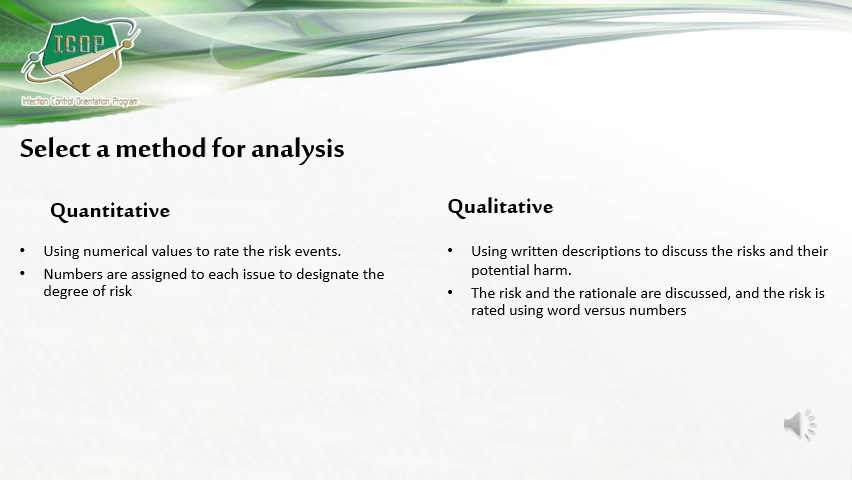 ICOP
Infection Control Orientation Program
Select a method for analysis
Quantitative
• Using numerical values to rate the risk events.
• Numbers are assigned to each issue to designate the
degree of risk
Qualitative
• Using written descriptions to discuss the risks and their
potential harm.
• The risk and the rationale are discussed, and the risk is
rated using word versus numbers